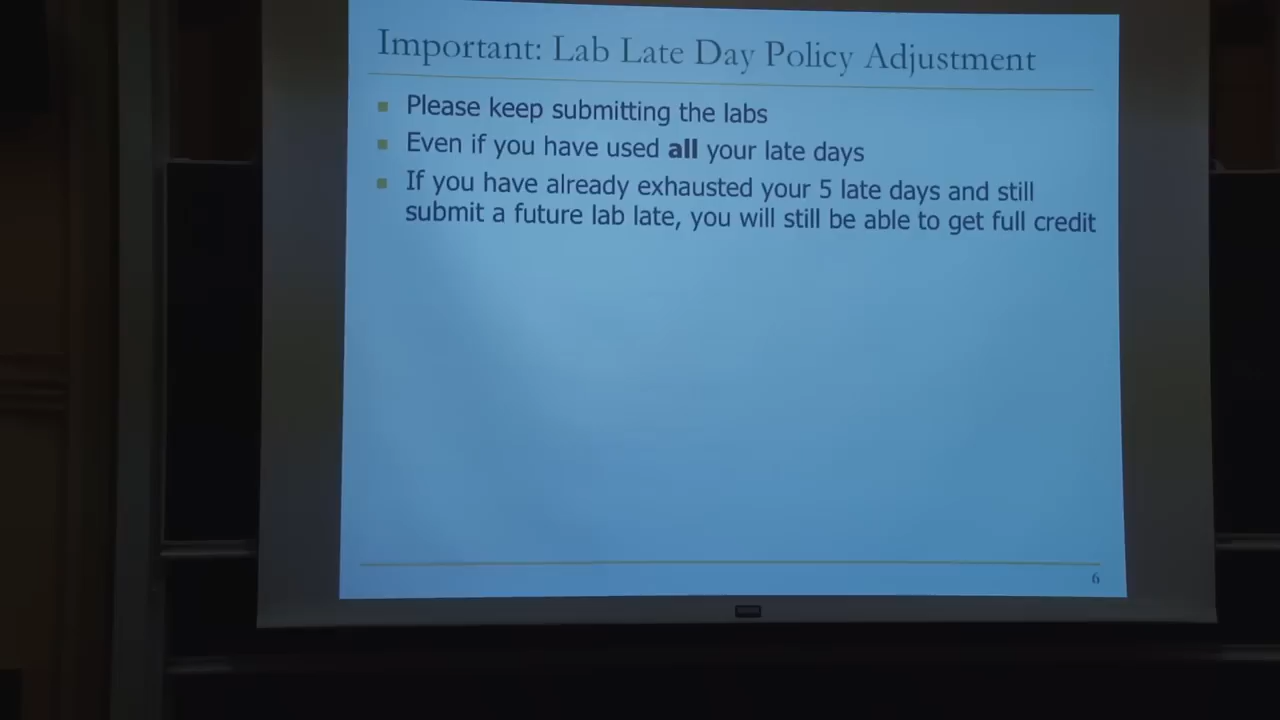 Important: Lab Late Day Policy Adjustment
Please keep submitting the labs
Even if you have used all your late days
If you have already exhausted your 5 late days and still
submit a future lab late, you will still be able to get full credit
6